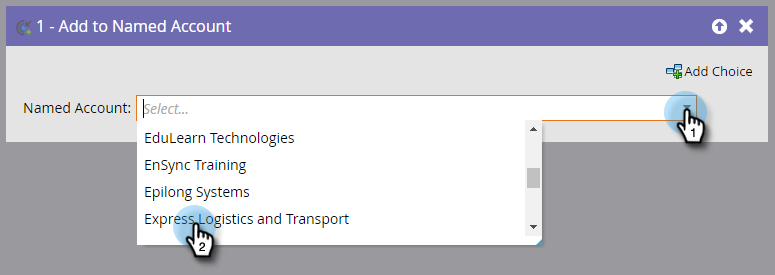 1 - Add to Named Account
Add Choice
Named Account: Select...
1
EduLearn Technologies
EnSync Training
Epilong Systems
Express Logistics and Transport
2